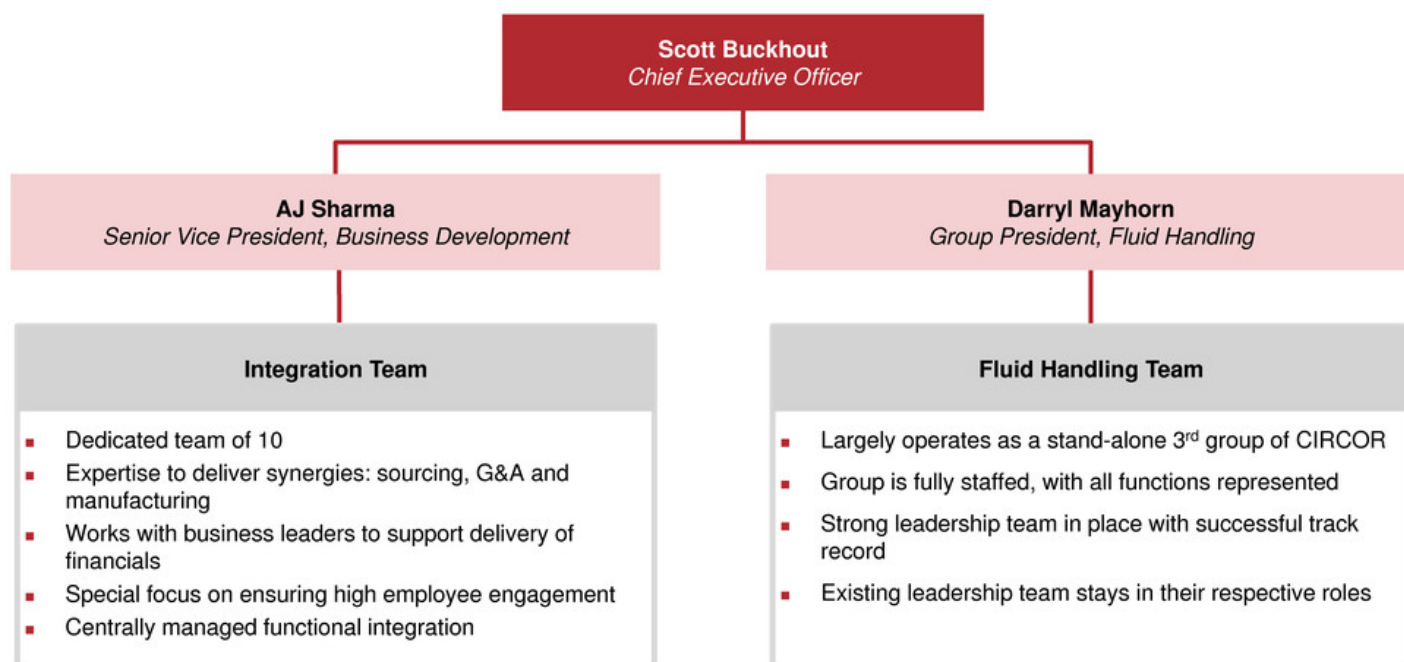 Scott Buckhout
Chief Executive Officer
AJ Sharma
Senior Vice President, Business Development
Darryl Mayhorn
Group President, Fluid Handling
Integration Team
Dedicated team of 10
Expertise to deliver synergies: sourcing, G&A and
manufacturing
Works with business leaders to support delivery of
financials
Special focus on ensuring high employee engagement
Centrally managed functional integration
Fluid Handling Team
Largely operates as a stand-alone 3rd group of CIRCOR
Group is fully staffed, with all functions represented
Strong leadership team in place with successful track
record
Existing leadership team stays in their respective roles